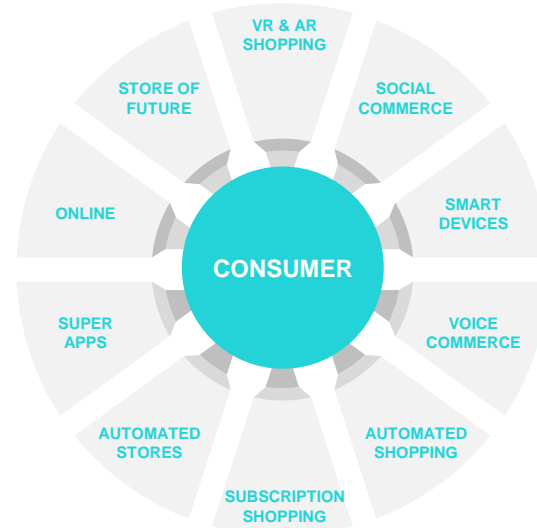 VR & AR
SHOPPING
SOCIAL
COMMERCE
SMART
DEVICES
VOICE
COMMERCE
AUTOMATED
SHOPPING
SUBSCRIPTION
SHOPPING
AUTOMATED
STORES
SUPER
APPS
ONLINE
STORE OF
FUTURE
CONSUMER